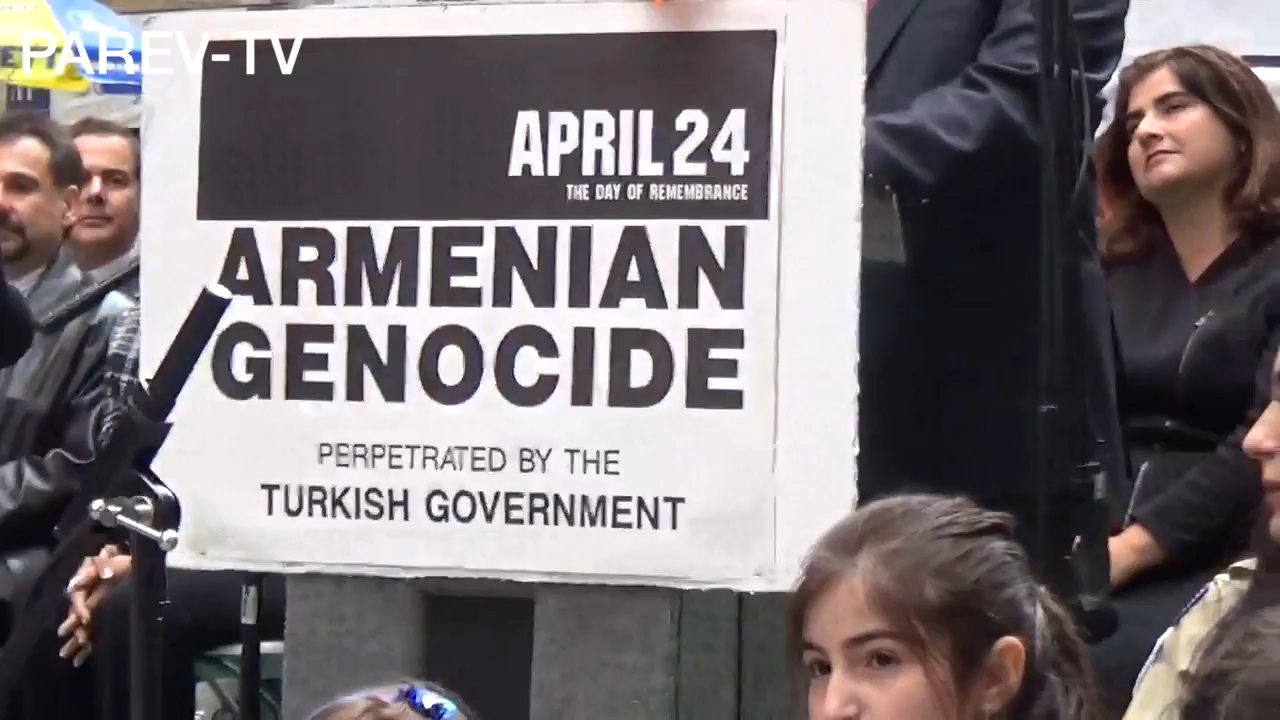 PAREV-TV
APRIL 24
THE DAY OF REMEMBRANCE
ARMENIAN
GENOCIDE
PERPETRATED BY THE
TURKISH GOVERNMENT